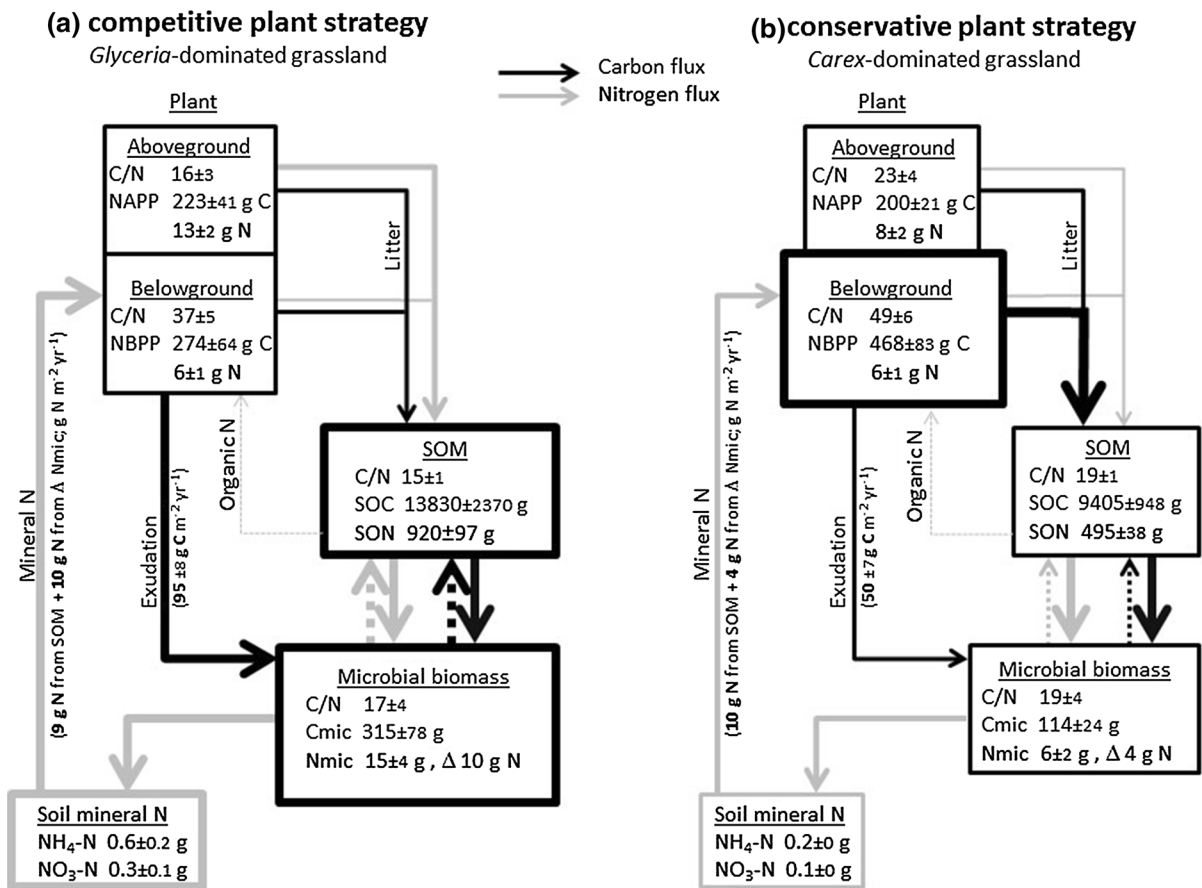 (a) competitive plant strategy
Glyceria-dominated grassland
Carbon flux
Nitrogen flux
Plant
Aboveground
C/N 16±3
NAPP 223±41 g C
13±2 g N
Belowground
C/N 37±5
NBPP 274±64 g C
6±1 g N
Litter
Mineral N
(9 g N from SOM + 10 g N from Δ Nmic; g N m⁻² yr⁻¹)
Exudation
(95 ±8 g C m⁻² yr⁻¹)
Organic N
SOM
C/N 15±1
SOC 13830±2370 g
SON 920±97 g
Microbial biomass
C/N 17±4
Cmic 315±78 g
Nmic 15±4 g , Δ 10 g N
Soil mineral N
NH₄-N 0.6±0.2 g
NO₃-N 0.3±0.1 g
(b) conservative plant strategy
Carex-dominated grassland
Plant
Aboveground
C/N 23±4
NAPP 200±21 g C
8±2 g N
Belowground
C/N 49±6
NBPP 468±83 g C
6±1 g N
Litter
Mineral N
(10 g N from SOM + 4 g N from Δ Nmic; g N m⁻² yr⁻¹)
Exudation
(50 ±7 g C m⁻² yr⁻¹)
Organic N
SOM
C/N 19±1
SOC 9405±948 g
SON 495±38 g
Microbial biomass
C/N 19±4
Cmic 114±24 g
Nmic 6±2 g , Δ 4 g N
Soil mineral N
NH₄-N 0.2±0 g
NO₃-N 0.1±0 g